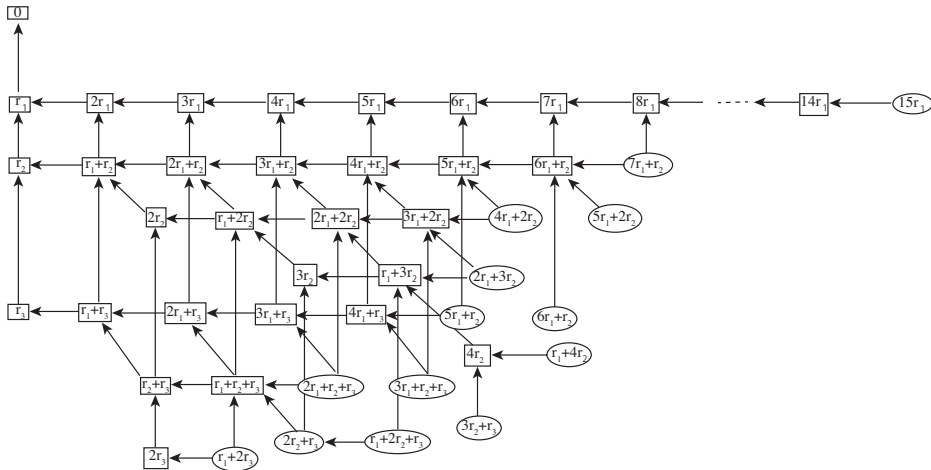 0
r₁ 2r₁ 3r₁ 4r₁ 5r₁ 6r₁ 7r₁ 8r₁ 14r₁ 15r₁
r₂ r₁+r₂ 2r₁+r₂ 3r₁+r₂ 4r₁+r₂ 5r₁+r₂ 6r₁+r₂ 7r₁+r₂
2r₂ r₁+2r₂ 2r₁+2r₂ 3r₁+2r₂ 4r₁+2r₂ 5r₁+2r₂
3r₂ r₁+3r₂ 2r₁+3r₂
r₃ r₁+r₃ 2r₁+r₃ 3r₁+r₃ 4r₁+r₃ 5r₁+r₂ 6r₁+r₂
4r₂ r₁+4r₂
r₂+r₃ r₁+r₂+r₃ 2r₁+r₂+r₃ 3r₁+r₂+r₃
3r₂+r₃
2r₂+r₃ r₁+2r₂+r₃
2r₃ r₁+2r₃